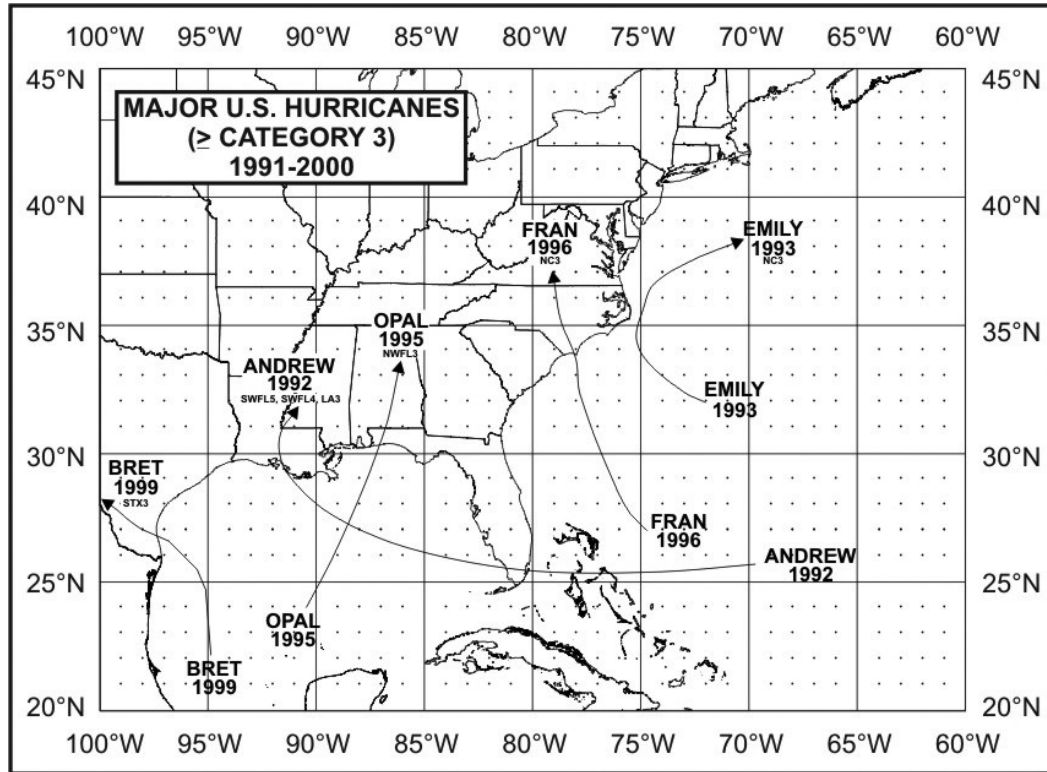 100°W 95°W 90°W 85°W 80°W 75°W 70°W 65°W 60°W
45°N 45°N
MAJOR U.S. HURRICANES
(≥ CATEGORY 3)
1991-2000
40°N 40°N
FRAN
1996
NC3
EMILY
1993
NC3
35°N 35°N
OPAL
1995
NWFL3
ANDREW
1992
SWFL5, SWFL4, LA3
EMILY
1993
30°N 30°N
BRET
1999
STX3
FRAN
1996
ANDREW
1992
25°N 25°N
OPAL
1995
BRET
1999
20°N 20°N
100°W 95°W 90°W 85°W 80°W 75°W 70°W 65°W 60°W